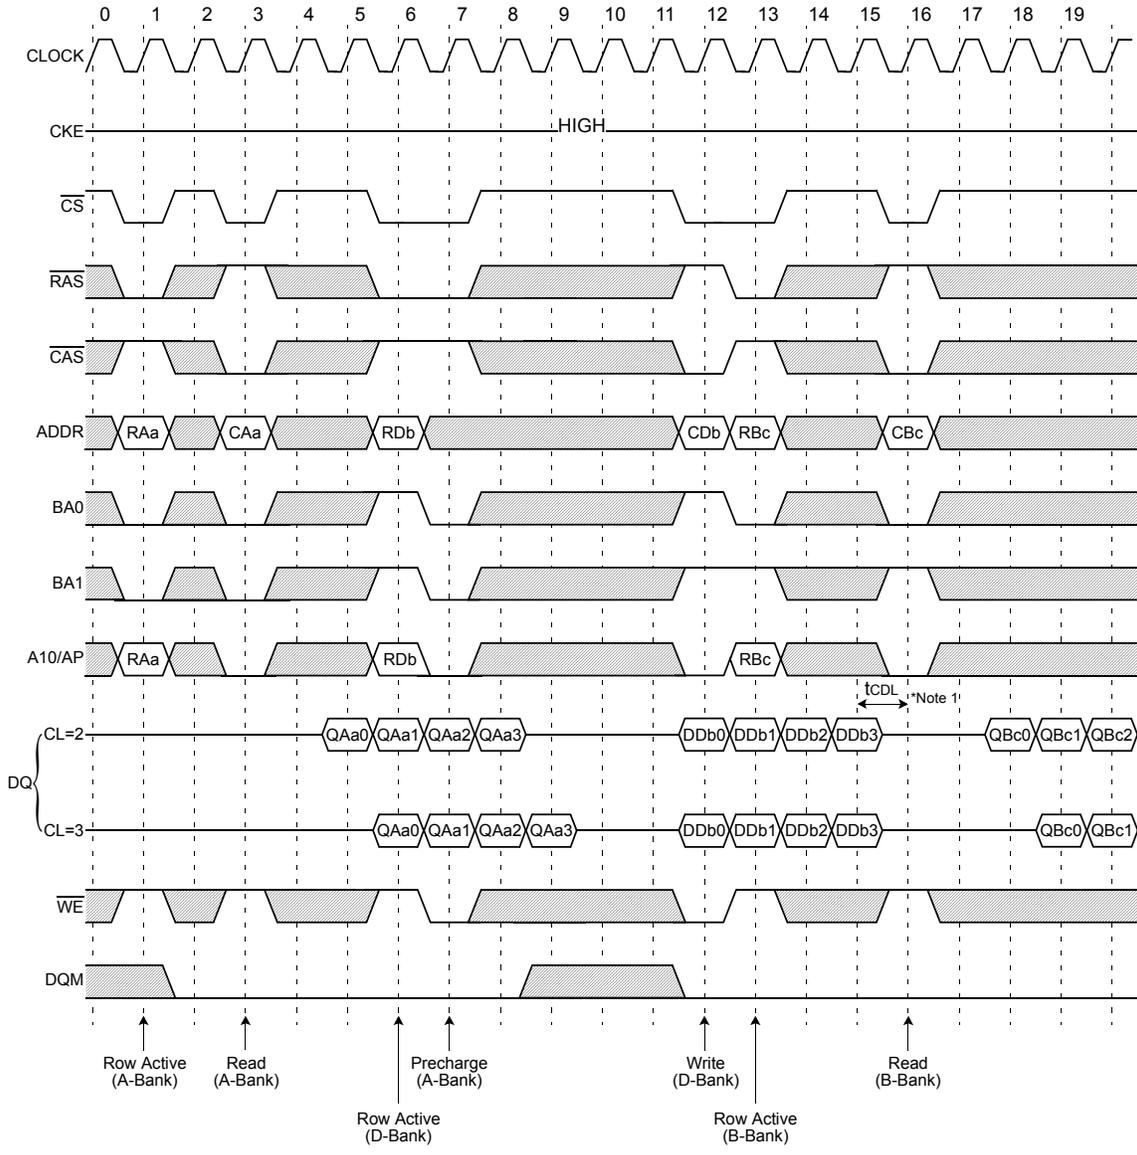 0 1 2 3 4 5 6 7 8 9 10 11 12 13 14 15 16 17 18 19
CLOCK
CKE HIGH
CS
RAS
CAS
ADDR RAa CAa RDb CDb RBc CBc
BA0
BA1
A10/AP RAa RDb RBc
tCDL *Note 1
CL=2 QAa0 QAa1 QAa2 QAa3 DDb0 DDb1 DDb2 DDb3 QBc0 QBc1 QBc2
DQ
CL=3 QAa0 QAa1 QAa2 QAa3 DDb0 DDb1 DDb2 DDb3 QBc0 QBc1
WE
DQM
Row Active
(A-Bank)
Read
(A-Bank)
Precharge
(A-Bank)
Write
(D-Bank)
Read
(B-Bank)
Row Active
(D-Bank)
Row Active
(B-Bank)